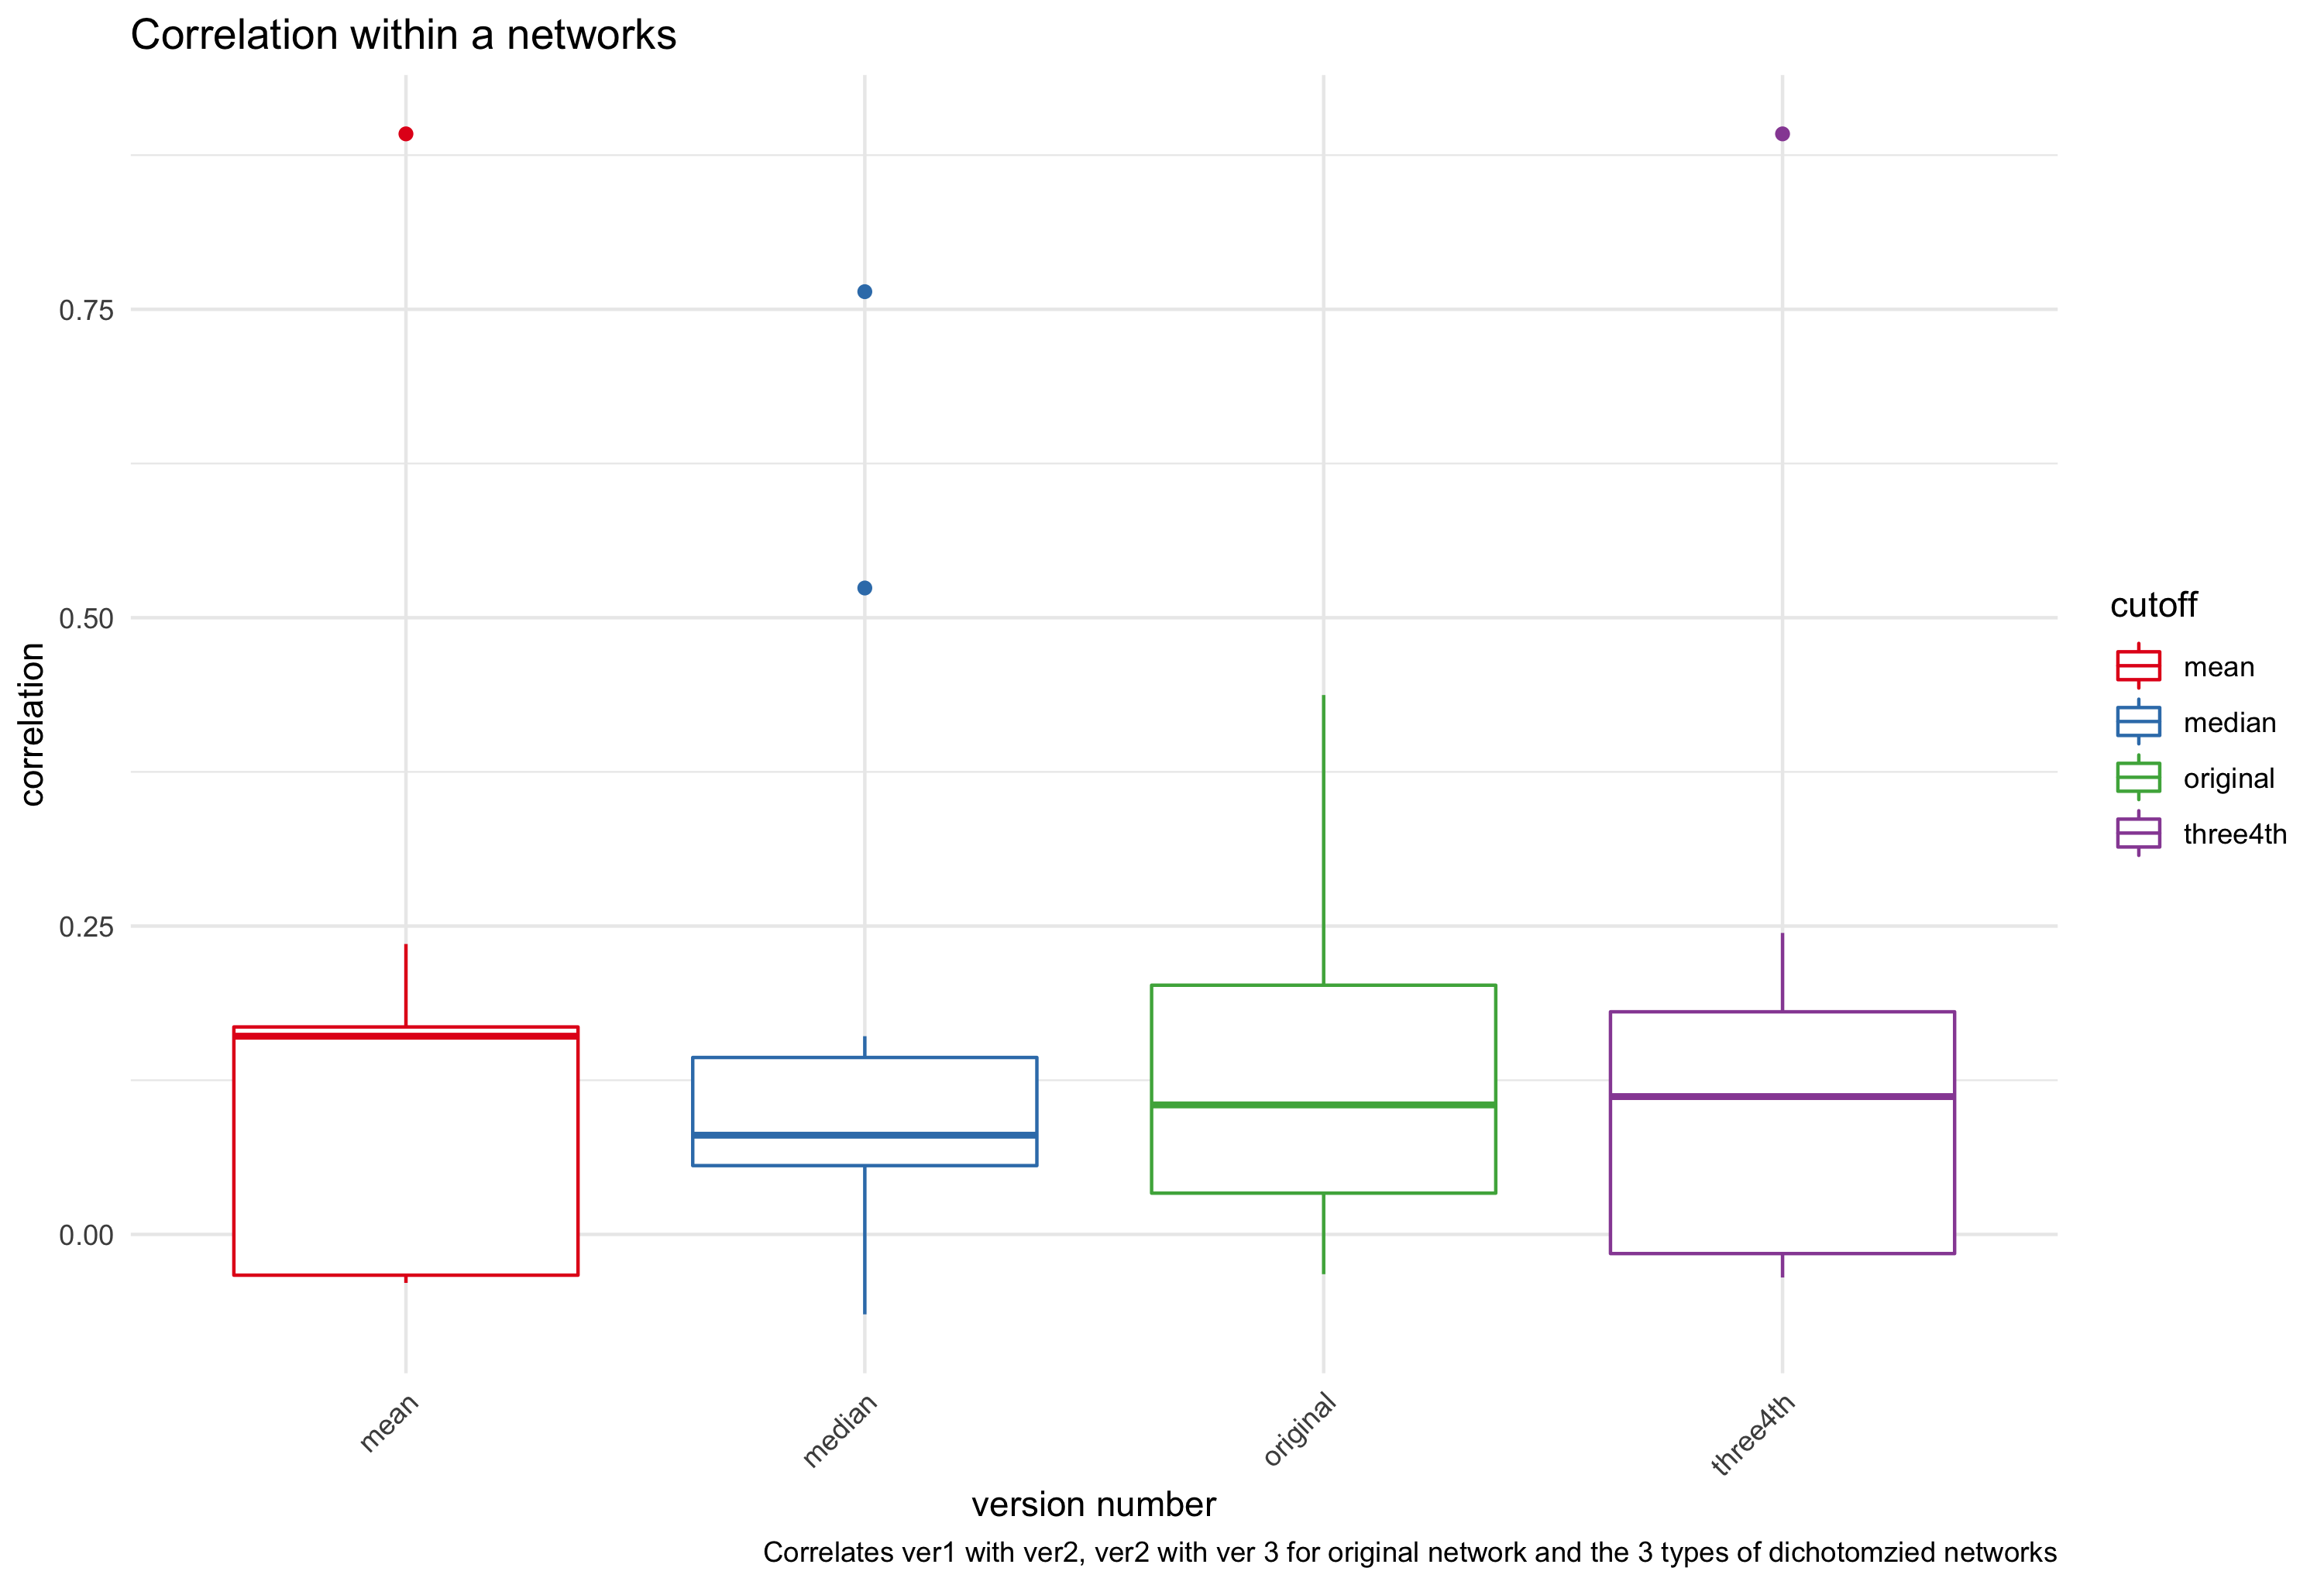 Correlation within a networks
correlation
0.75
0.50
0.25
0.00
mean
median
original
three4th
version number
Correlates ver1 with ver2, ver2 with ver 3 for original network and the 3 types of dichotomzied networks
cutoff
mean
median
original
three4th